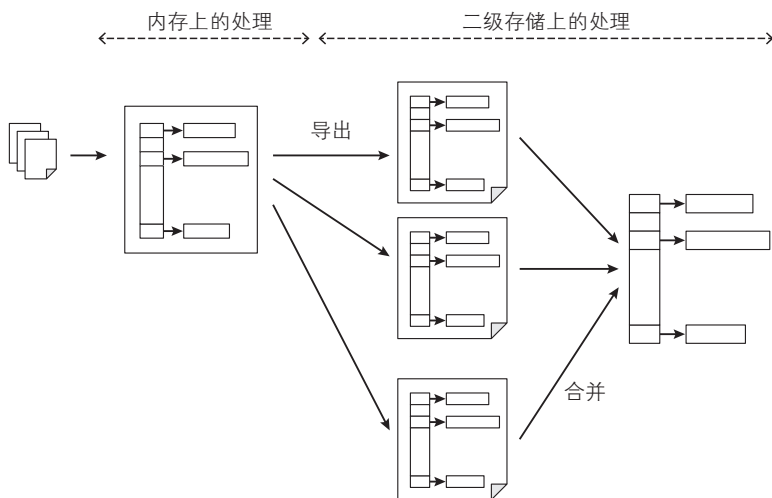 内存上的处理
二级存储上的处理
导出
合并